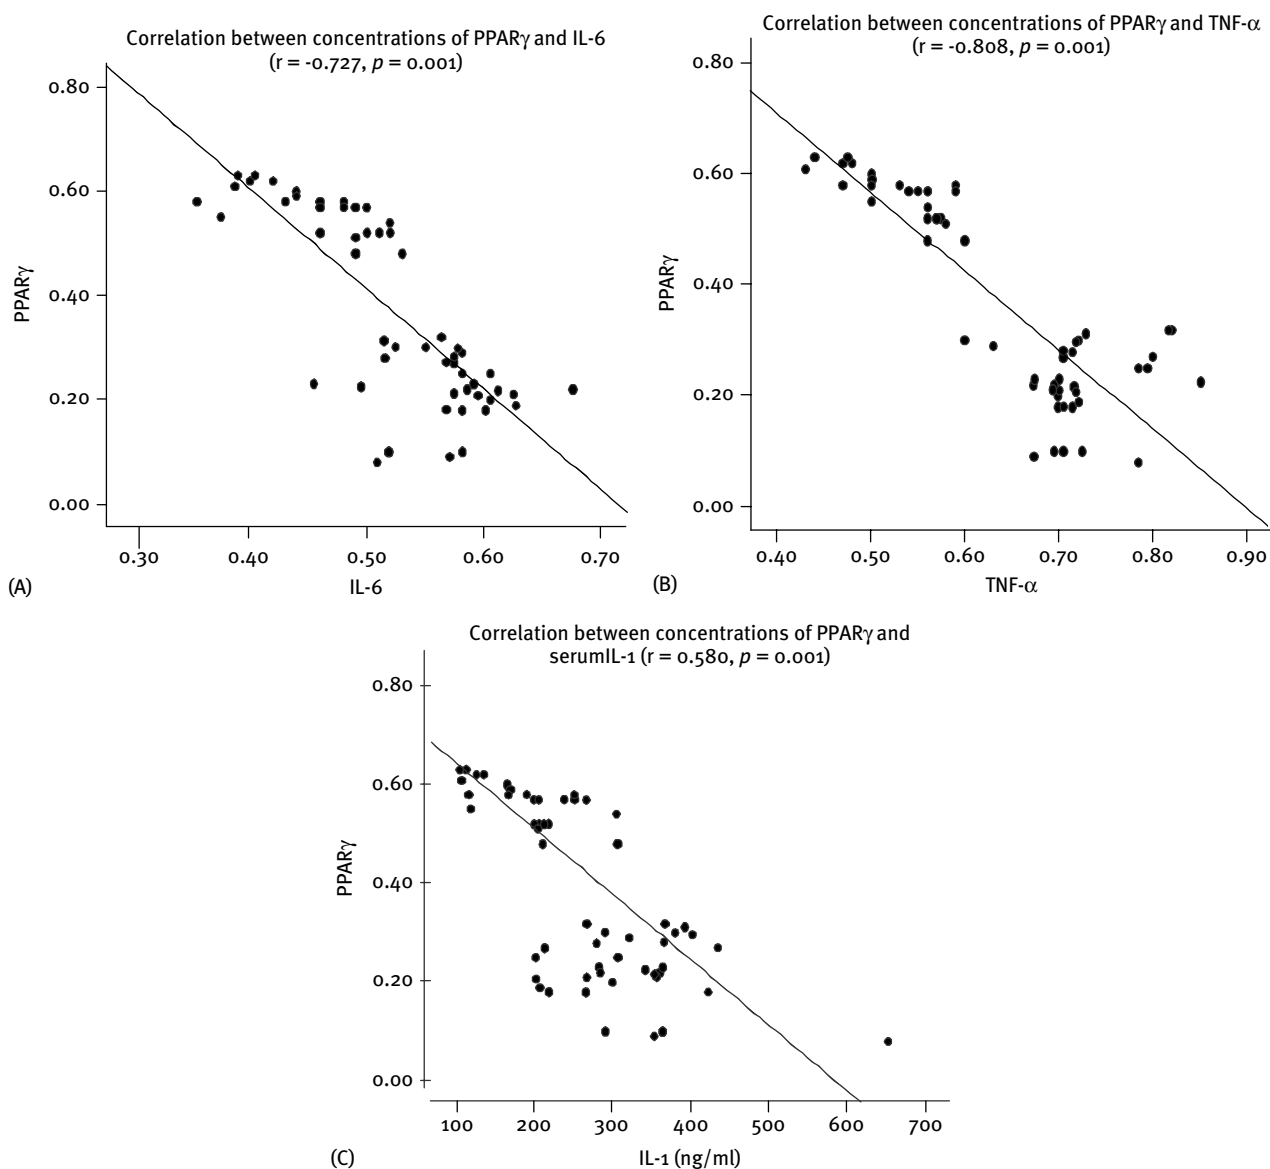 Correlation between concentrations of PPARγ and IL-6
(r = -0.727, p = 0.001)
0.80
0.60
0.40
0.20
0.00
PPARγ
0.30 0.40 0.50 0.60 0.70
IL-6
(A)
Correlation between concentrations of PPARγ and TNF-α
(r = -0.808, p = 0.001)
0.80
0.60
0.40
0.20
0.00
PPARγ
0.40 0.50 0.60 0.70 0.80 0.90
TNF-α
(B)
Correlation between concentrations of PPARγ and
serumIL-1 (r = 0.580, p = 0.001)
0.80
0.60
0.40
0.20
0.00
PPARγ
100 200 300 400 500 600 700
IL-1 (ng/ml)
(C)